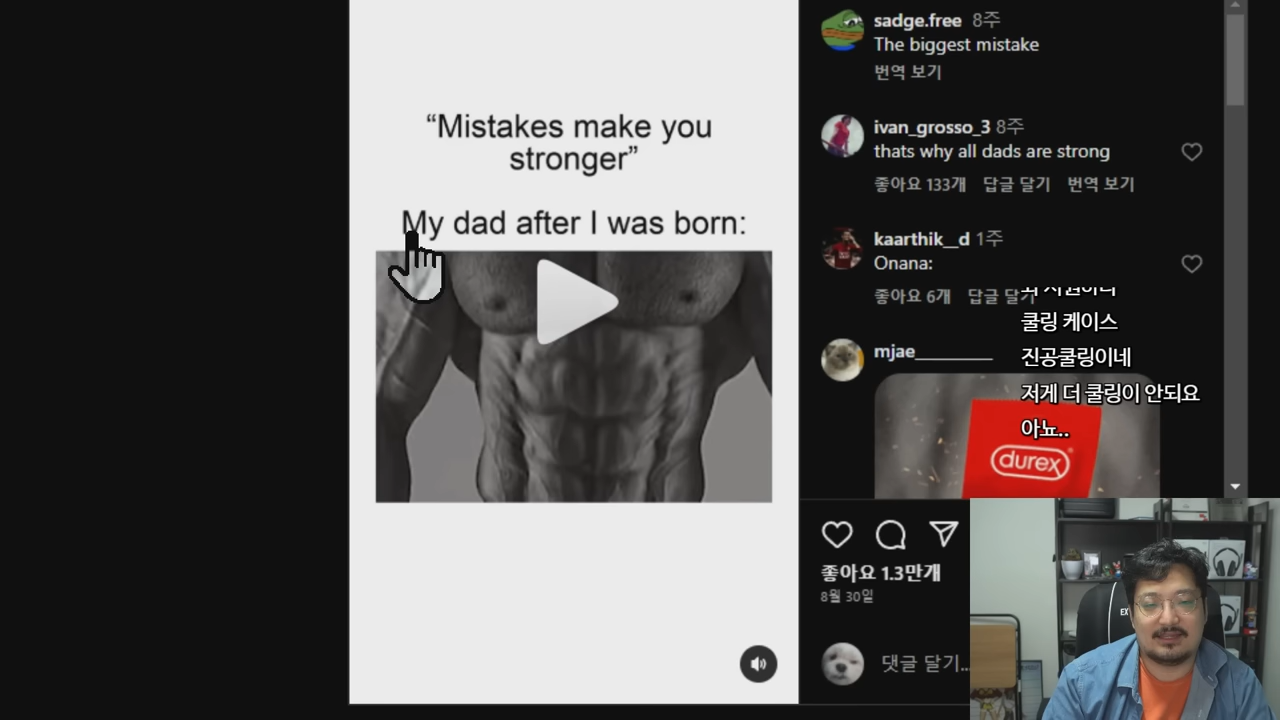 “Mistakes make you
stronger”
My dad after I was born:
sadge.free 8주
The biggest mistake
번역 보기
ivan_grosso_3 8주
thats why all dads are strong
좋아요 133개 답글 달기 번역 보기
kaarthik__d 1주
Onana:
좋아요 6개 답글 달기
쿨링 케이스
진공쿨링이네
저게 더 쿨링이 안되요
아뇨..
mjae_________
durex
좋아요 1.3만개
8월 30일
댓글 달기...
EX